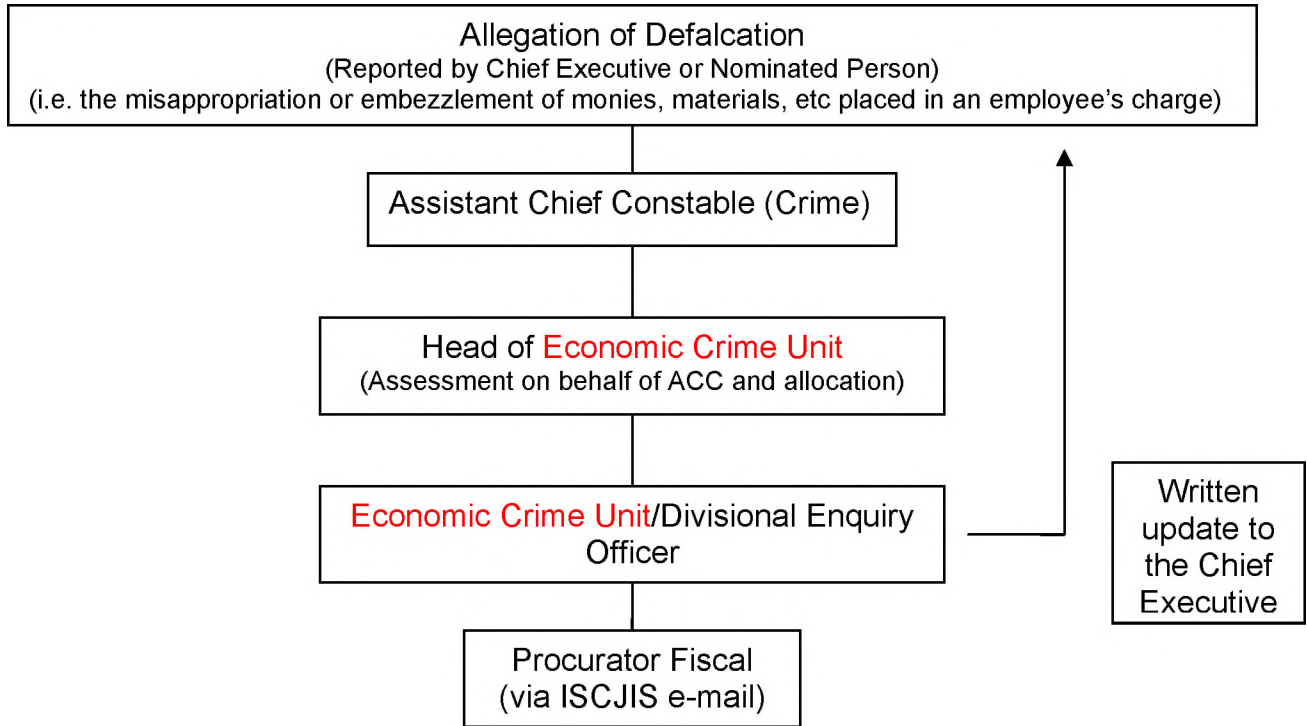 Allegation of Defalcation
(Reported by Chief Executive or Nominated Person)
(i.e. the misappropriation or embezzlement of monies, materials, etc placed in an employee's charge)
Assistant Chief Constable (Crime)
Head of Economic Crime Unit
(Assessment on behalf of ACC and allocation)
Economic Crime Unit/Divisional Enquiry
Officer
Written
update to
the Chief
Executive
Procurator Fiscal
(via ISCJIS e-mail)